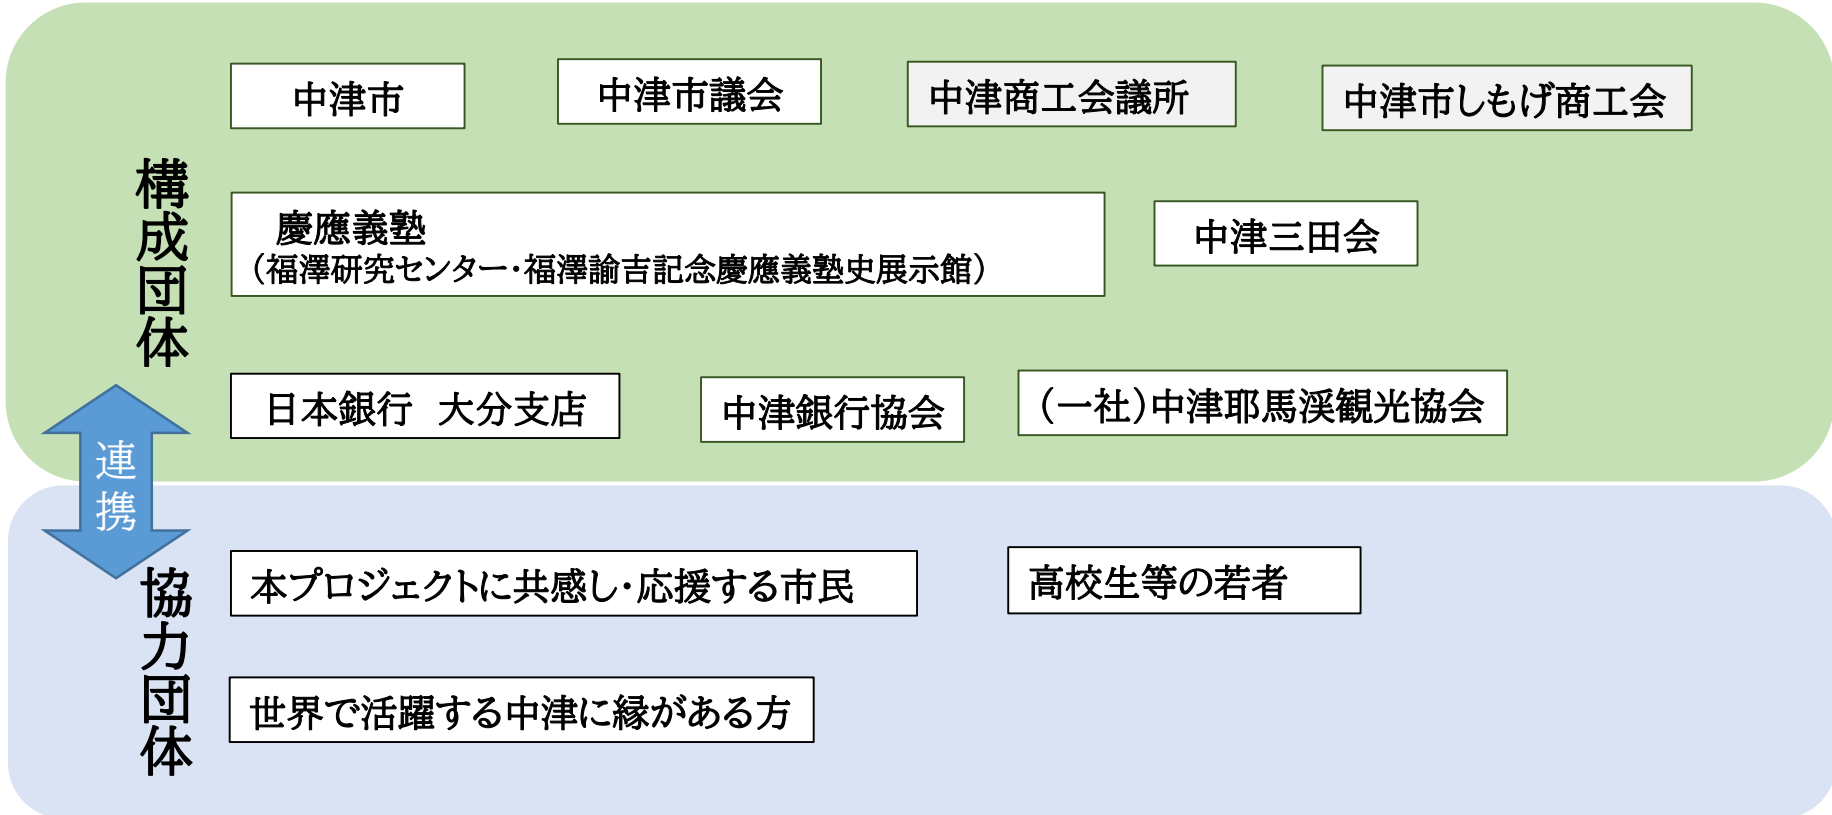 構成団体
中津市
中津市議会
中津商工会議所
中津市しもげ商工会
慶應義塾
（福澤研究センター・福澤諭吉記念慶應義塾史展示館）
中津三田会
日本銀行　大分支店
中津銀行協会
（一社）中津耶馬渓観光協会
連携
協力団体
本プロジェクトに共感し・応援する市民
高校生等の若者
世界で活躍する中津に縁がある方